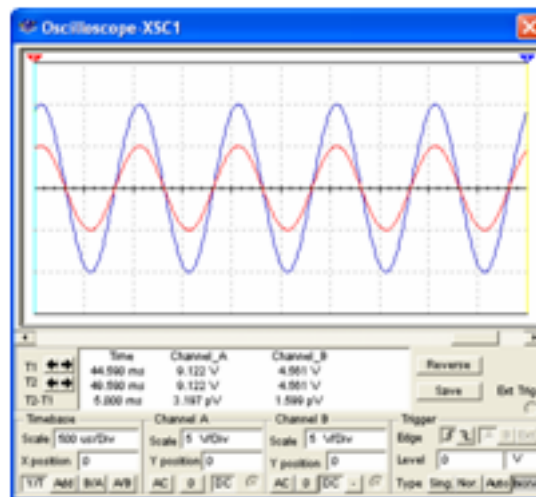 Oscilloscope-XSC1
Time Channel_A Channel_B
T1 44.590 ms 9.122 V 4.561 V
T2 49.590 ms 9.122 V 4.561 V
T2-T1 5.000 ms 3.197 pV 1.599 pV
Reverse
Save
Ext Trig
Timebase
Scale 500 us/Div
X position 0
Y/T Add B/A A/B
Channel A
Scale 5 V/Div
Y position 0
AC 0 DC
Channel B
Scale 5 V/Div
Y position 0
AC 0 DC -
Trigger
Edge A B Ext
Level 0 V
Type Sing. Nor. Auto None